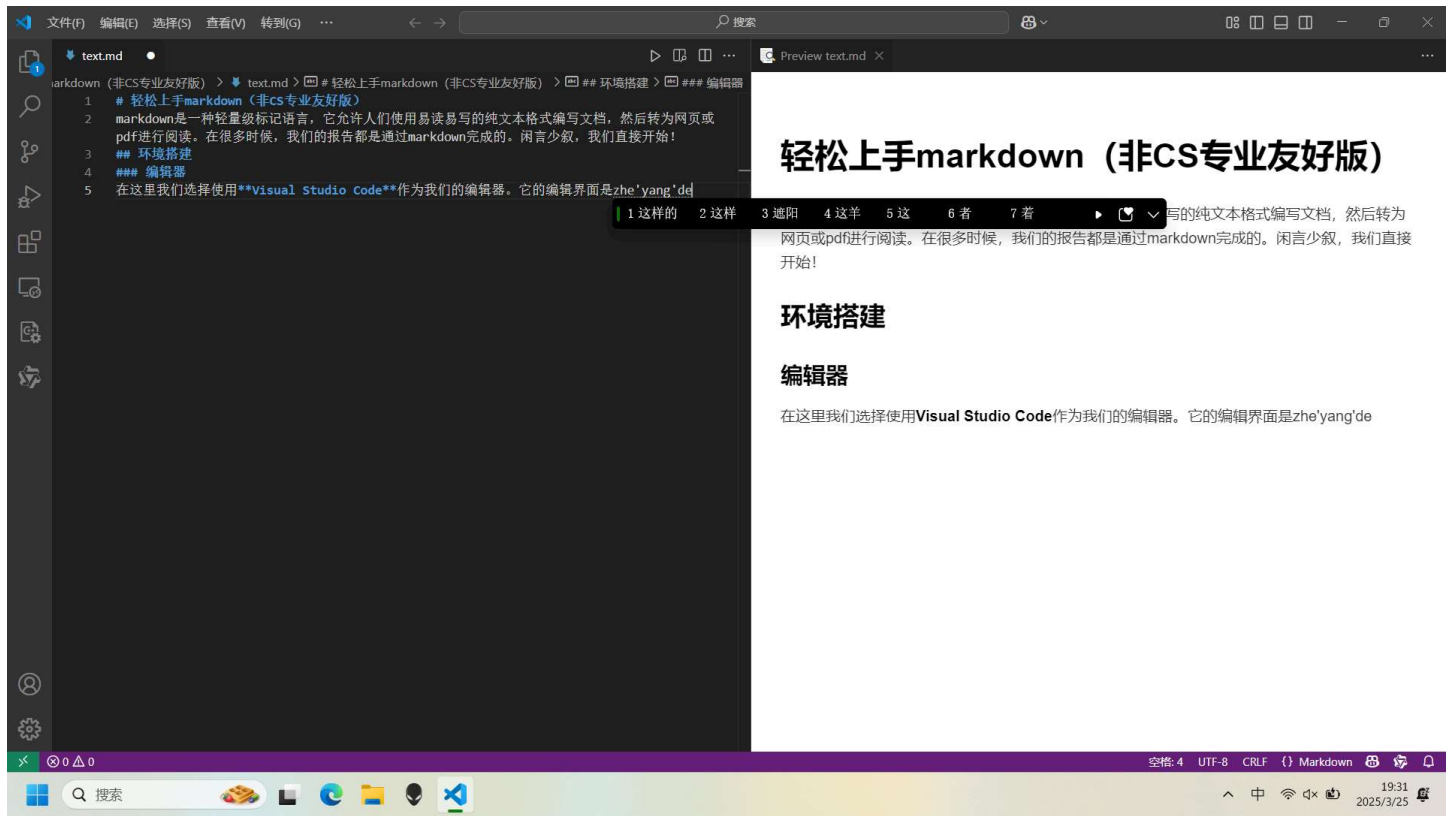 文件(F) 编辑(E) 选择(S) 查看(V) 转到(G) ··· 搜索
text.md
Preview text.md
arkdown（非CS专业友好版） > text.md > # 轻松上手markdown（非CS专业友好版） > ## 环境搭建 > ### 编辑器
1 # 轻松上手markdown（非CS专业友好版）
2 markdown是一种轻量级标记语言，它允许人们使用易读易写的纯文本格式编写文档，然后转为网页或
pdf进行阅读。在很多时候，我们的报告都是通过markdown完成的。闲言少叙，我们直接开始！
3 ## 环境搭建
4 ### 编辑器
5 在这里我们选择使用**Visual Studio Code**作为我们的编辑器。它的编辑界面是zhe'yang'de
1 这样的 2 这样 3 遮阳 4 这羊 5 这 6 者 7 着
轻松上手markdown（非CS专业友好版）
写的纯文本格式编写文档，然后转为
网页或pdf进行阅读。在很多时候，我们的报告都是通过markdown完成的。闲言少叙，我们直接
开始！
环境搭建
编辑器
在这里我们选择使用Visual Studio Code作为我们的编辑器。它的编辑界面是zhe'yang'de
1
0 0
空格: 4 UTF-8 CRLF {} Markdown
搜索
中
19:31
2025/3/25